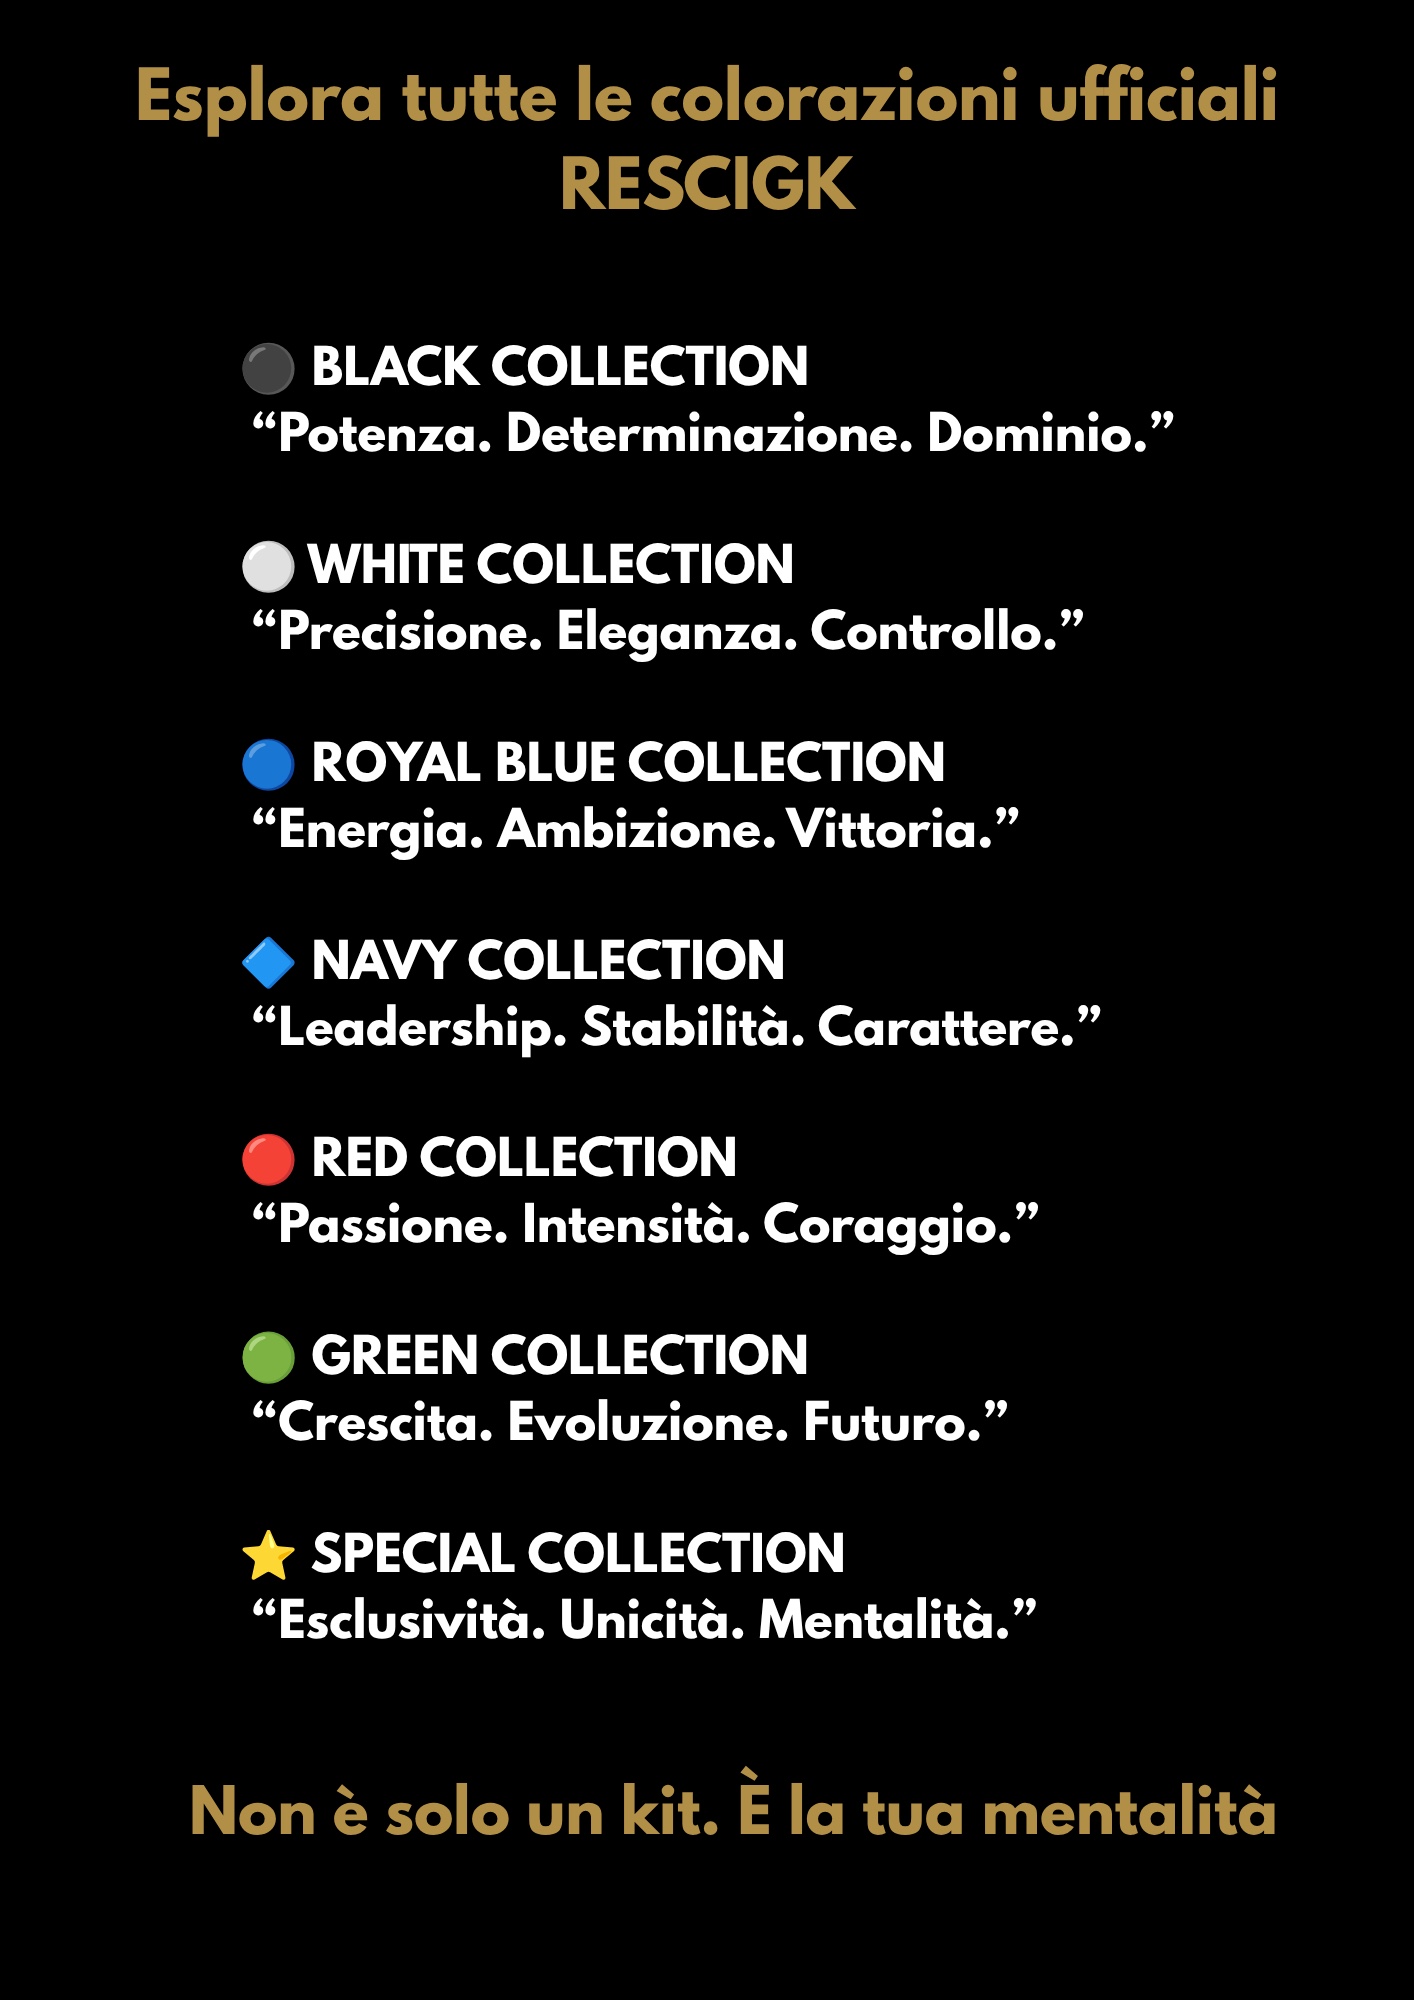 Esplora tutte le colorazioni ufficiali
RESCIGK
⚫ BLACK COLLECTION
“Potenza. Determinazione. Dominio.”
⚪ WHITE COLLECTION
“Precisione. Eleganza. Controllo.”
🔵 ROYAL BLUE COLLECTION
“Energia. Ambizione. Vittoria.”
🔷 NAVY COLLECTION
“Leadership. Stabilità. Carattere.”
🔴 RED COLLECTION
“Passione. Intensità. Coraggio.”
🟢 GREEN COLLECTION
“Crescita. Evoluzione. Futuro.”
⭐ SPECIAL COLLECTION
“Esclusività. Unicità. Mentalità.”
Non è solo un kit. È la tua mentalità